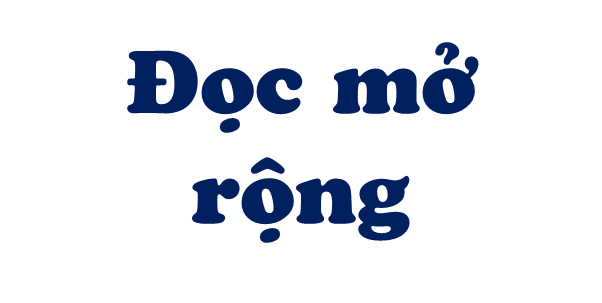 Đọc mở
rộng